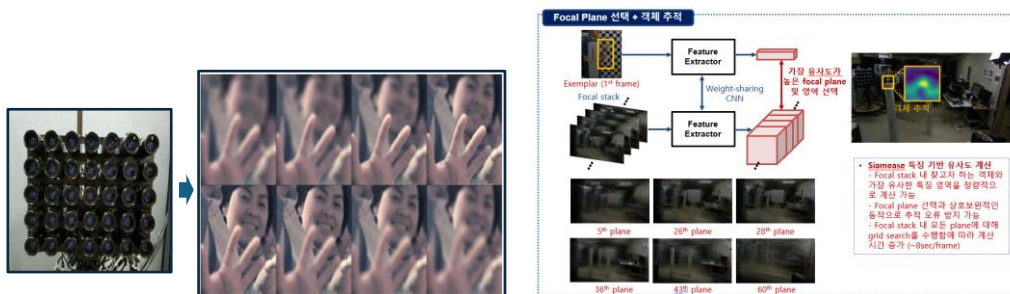 Focal Plane 선택 + 객체 추적
Exemplar (1st frame)
Feature
Extractor
Weight-sharing
CNN
Focal stack
Feature
Extractor
가장 유사도가
높은 focal plane
및 영역 선택
객체 추적
5th plane
26th plane
28th plane
36th plane
43th plane
60th plane
• Siamease 특징 기반 유사도 계산
- Focal stack 내 찾고자 하는 객체와
가장 유사한 특징 영역을 정량적으
로 계산 가능
- Focal plane 선택과 상호보완적인
동작으로 추적 오류 방지 가능
- Focal stack 내 모든 plane에 대해
grid search를 수행함에 따라 계산
시간 증가 (~8sec/frame)